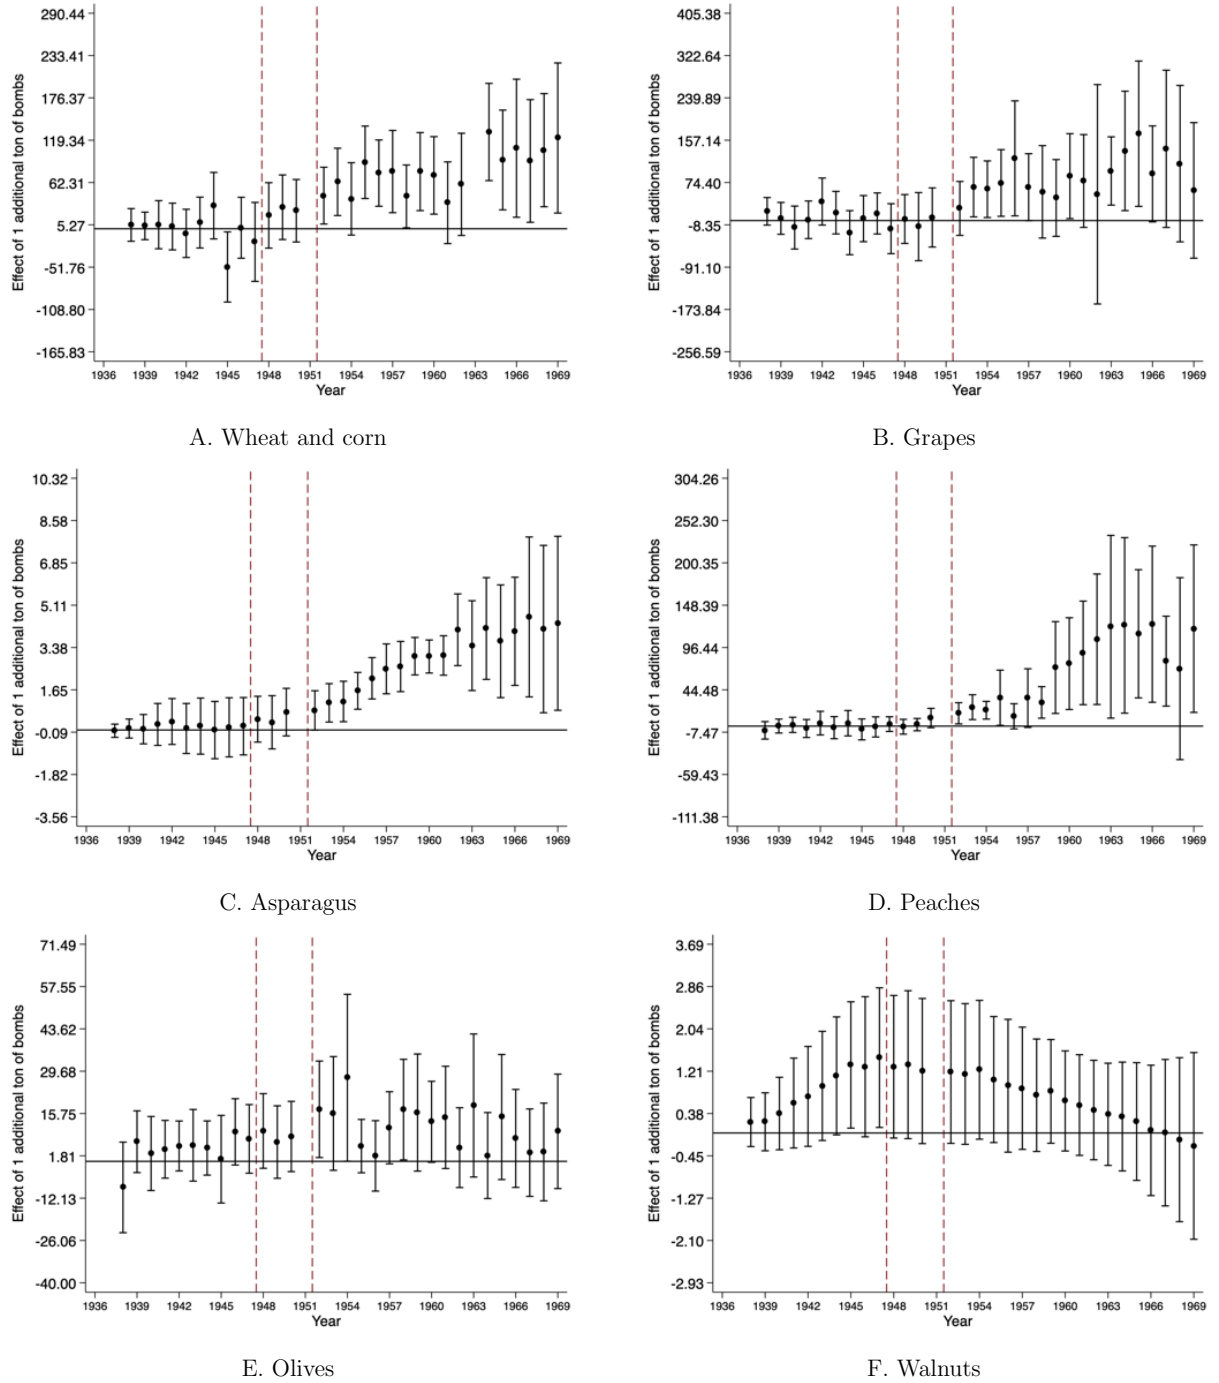 290.44
233.41
176.37
119.34
62.31
5.27
-51.76
-108.80
-165.83
Effect of 1 additional ton of bombs
1936 1939 1942 1945 1948 1951 1954 1957 1960 1963 1966 1969
Year
A. Wheat and corn
405.38
322.64
239.89
157.14
74.40
-8.35
-91.10
-173.84
-256.59
Effect of 1 additional ton of bombs
1936 1939 1942 1945 1948 1951 1954 1957 1960 1963 1966 1969
Year
B. Grapes
10.32
8.58
6.85
5.11
3.38
1.65
-0.09
-1.82
-3.56
Effect of 1 additional ton of bombs
1936 1939 1942 1945 1948 1951 1954 1957 1960 1963 1966 1969
Year
C. Asparagus
304.26
252.30
200.35
148.39
96.44
44.48
-7.47
-59.43
-111.38
Effect of 1 additional ton of bombs
1936 1939 1942 1945 1948 1951 1954 1957 1960 1963 1966 1969
Year
D. Peaches
71.49
57.55
43.62
29.68
15.75
1.81
-12.13
-26.06
-40.00
Effect of 1 additional ton of bombs
1936 1939 1942 1945 1948 1951 1954 1957 1960 1963 1966 1969
Year
E. Olives
3.69
2.86
2.04
1.21
0.38
-0.45
-1.27
-2.10
-2.93
Effect of 1 additional ton of bombs
1936 1939 1942 1945 1948 1951 1954 1957 1960 1963 1966 1969
Year
F. Walnuts